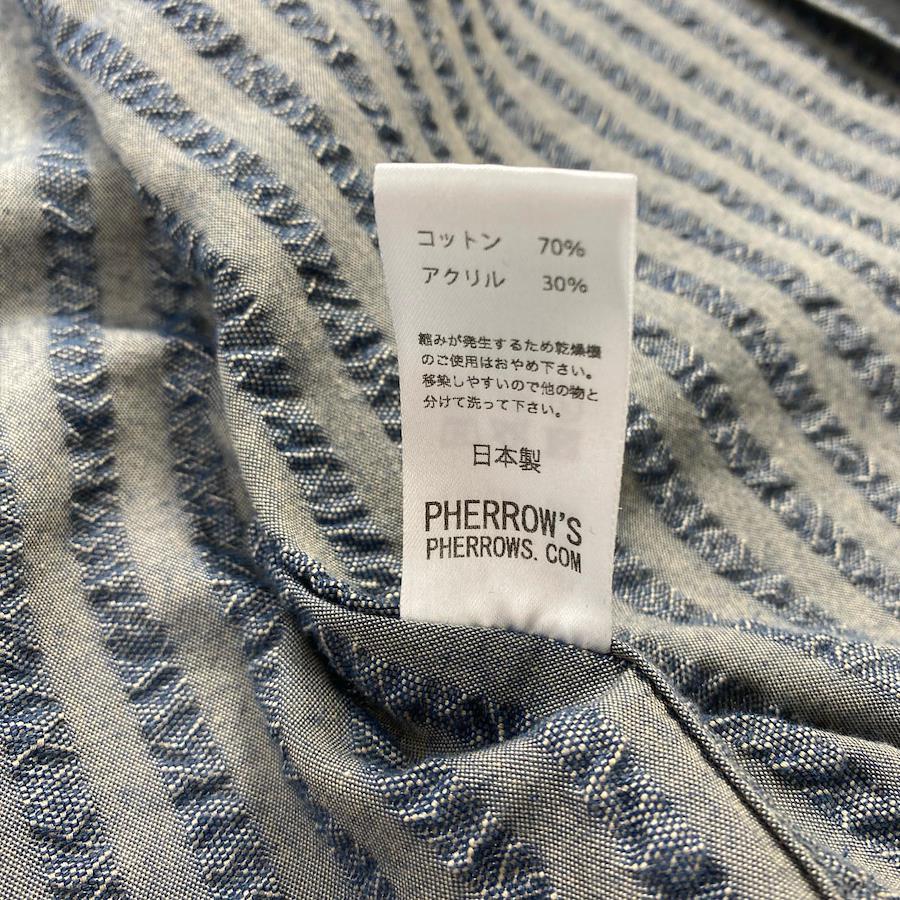 コットン 70%
アクリル 30%
縮みが発生するため乾燥機
のご使用はおやめ下さい。
移染しやすいので他の物と
分けて洗って下さい。
日本製
PHERROW'S
PHERROWS. COM